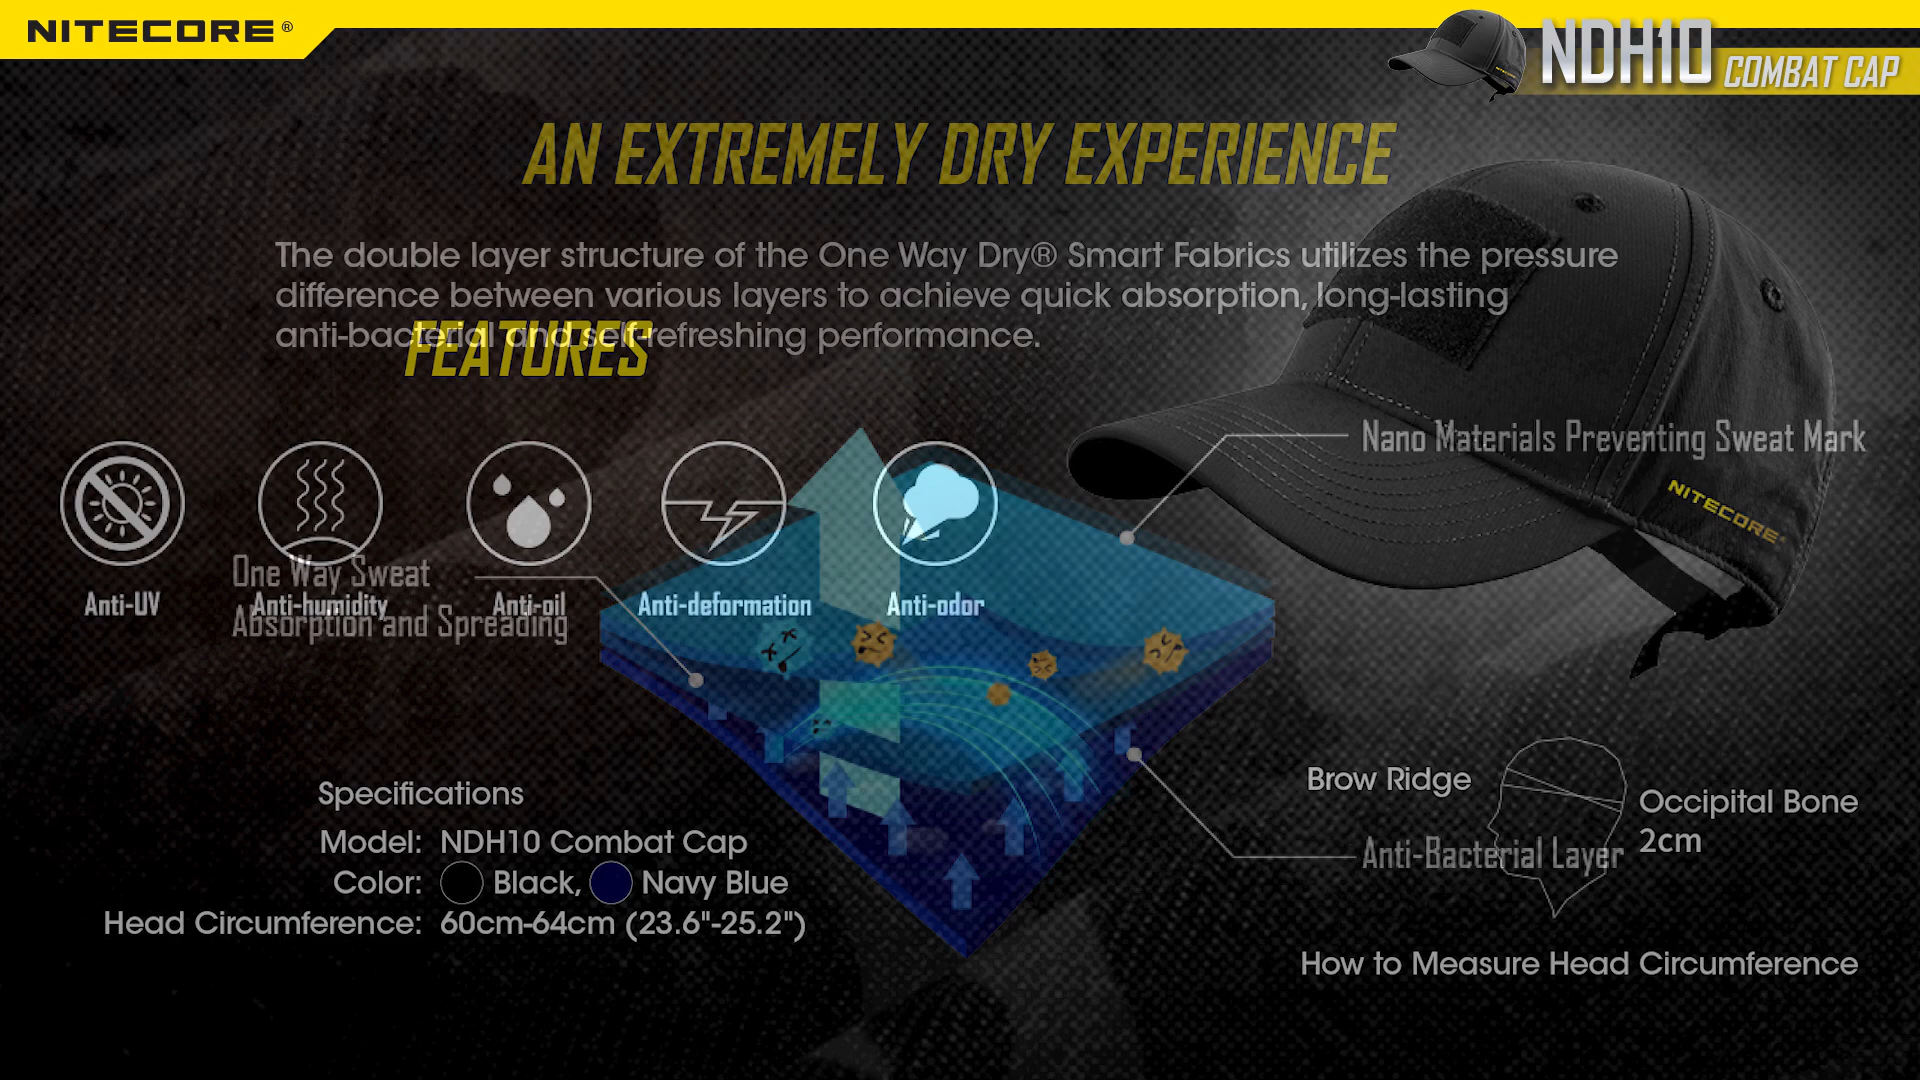 NITECORE®
NDH10 COMBAT CAP
AN EXTREMELY DRY EXPERIENCE
The double layer structure of the One Way Dry® Smart Fabrics utilizes the pressure
difference between various layers to achieve quick absorption, long-lasting
anti-bacterial and self-refreshing performance.
FEATURES
Nano Materials Preventing Sweat Mark
NITECORE®
One Way Sweat
Absorption and Spreading
Anti-UV
Anti-humidity
Anti-oil
Anti-deformation
Anti-odor
Specifications
Model: NDH10 Combat Cap
Color: Black, Navy Blue
Head Circumference: 60cm-64cm (23.6"-25.2")
Brow Ridge
Occipital Bone
2cm
Anti-Bacterial Layer
How to Measure Head Circumference